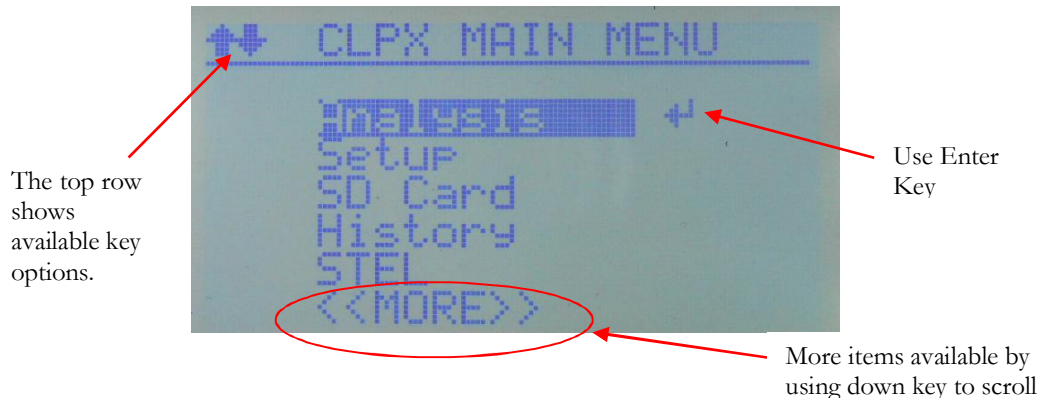 CLPX MAIN MENU
Analysis
Setup
SD Card
History
STEL
<<MORE>>
The top row
shows
available key
options.
Use Enter
Key
More items available by
using down key to scroll